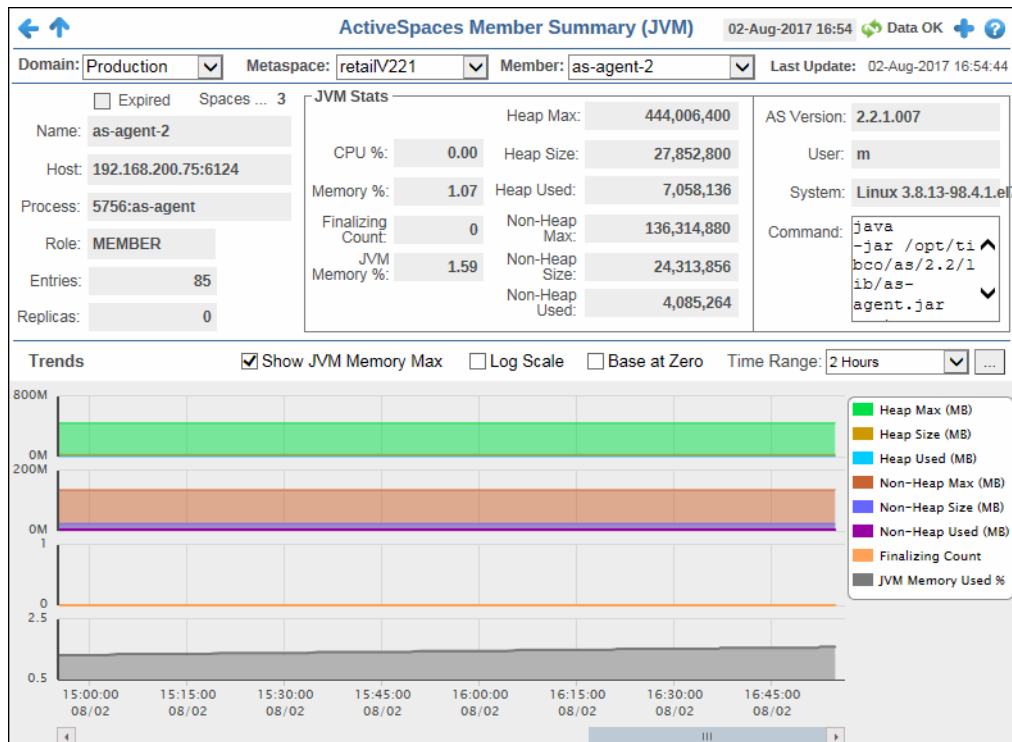 ActiveSpaces Member Summary (JVM) 02-Aug-2017 16:54 Data OK
Domain: Production Metaspace: retailV221 Member: as-agent-2 Last Update: 02-Aug-2017 16:54:44
Expired Spaces ... 3
Name: as-agent-2
Host: 192.168.200.75:6124
Process: 5756:as-agent
Role: MEMBER
Entries: 85
Replicas: 0
JVM Stats
CPU %: 0.00
Memory %: 1.07
Finalizing Count: 0
JVM Memory %: 1.59
Heap Max: 444,006,400
Heap Size: 27,852,800
Heap Used: 7,058,136
Non-Heap Max: 136,314,880
Non-Heap Size: 24,313,856
Non-Heap Used: 4,085,264
AS Version: 2.2.1.007
User: m
System: Linux 3.8.13-98.4.1.el
Command: java
-jar /opt/ti
bco/as/2.2/l
ib/as-
agent.jar
Trends Show JVM Memory Max Log Scale Base at Zero Time Range: 2 Hours ...
800M
0M
200M
0M
1
0
2.5
0.5
15:00:00 15:15:00 15:30:00 15:45:00 16:00:00 16:15:00 16:30:00 16:45:00
08/02 08/02 08/02 08/02 08/02 08/02 08/02 08/02
Heap Max (MB)
Heap Size (MB)
Heap Used (MB)
Non-Heap Max (MB)
Non-Heap Size (MB)
Non-Heap Used (MB)
Finalizing Count
JVM Memory Used %